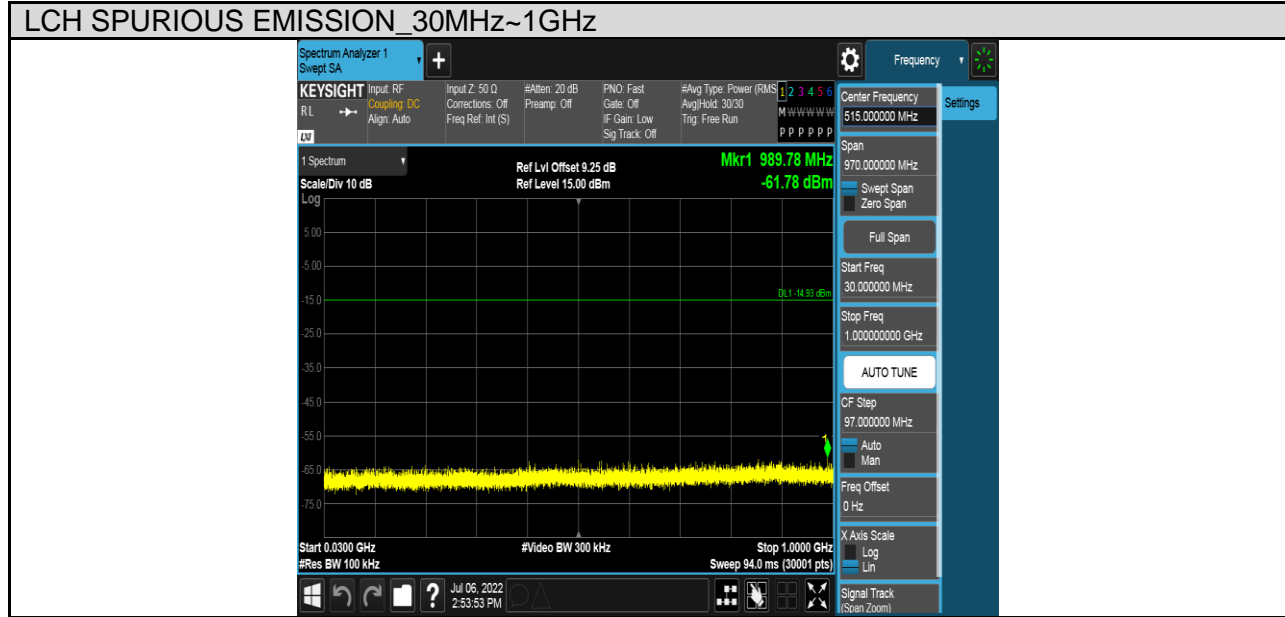 LCH SPURIOUS EMISSION_30MHz~1GHz
Spectrum Analyzer 1
Swept SA
+
Frequency
KEYSIGHT
RL
LXI
Input: RF
Coupling: DC
Align: Auto
Input Z: 50 Ω
Corrections: Off
Freq Ref: Int (S)
#Atten: 20 dB
Preamp: Off
PNO: Fast
Gate: Off
IF Gain: Low
Sig Track: Off
#Avg Type: Power (RMS
Avg|Hold: 30/30
Trig: Free Run
1 2 3 4 5 6
M W W W W W
P P P P P P
1 Spectrum
Scale/Div 10 dB
Log
Ref Lvl Offset 9.25 dB
Ref Level 15.00 dBm
Mkr1 989.78 MHz
-61.78 dBm
5.00
-5.00
-15.0
-25.0
-35.0
-45.0
-55.0
-65.0
-75.0
DL1 -14.93 dBm
1
Start 0.0300 GHz
#Res BW 100 kHz
#Video BW 300 kHz
Stop 1.0000 GHz
Sweep 94.0 ms (30001 pts)
Center Frequency
515.000000 MHz
Span
970.000000 MHz
Swept Span
Zero Span
Full Span
Start Freq
30.000000 MHz
Stop Freq
1.000000000 GHz
AUTO TUNE
CF Step
97.000000 MHz
Auto
Man
Freq Offset
0 Hz
X Axis Scale
Log
Lin
Signal Track
(Span Zoom)
Settings
?
Jul 06, 2022
2:53:53 PM